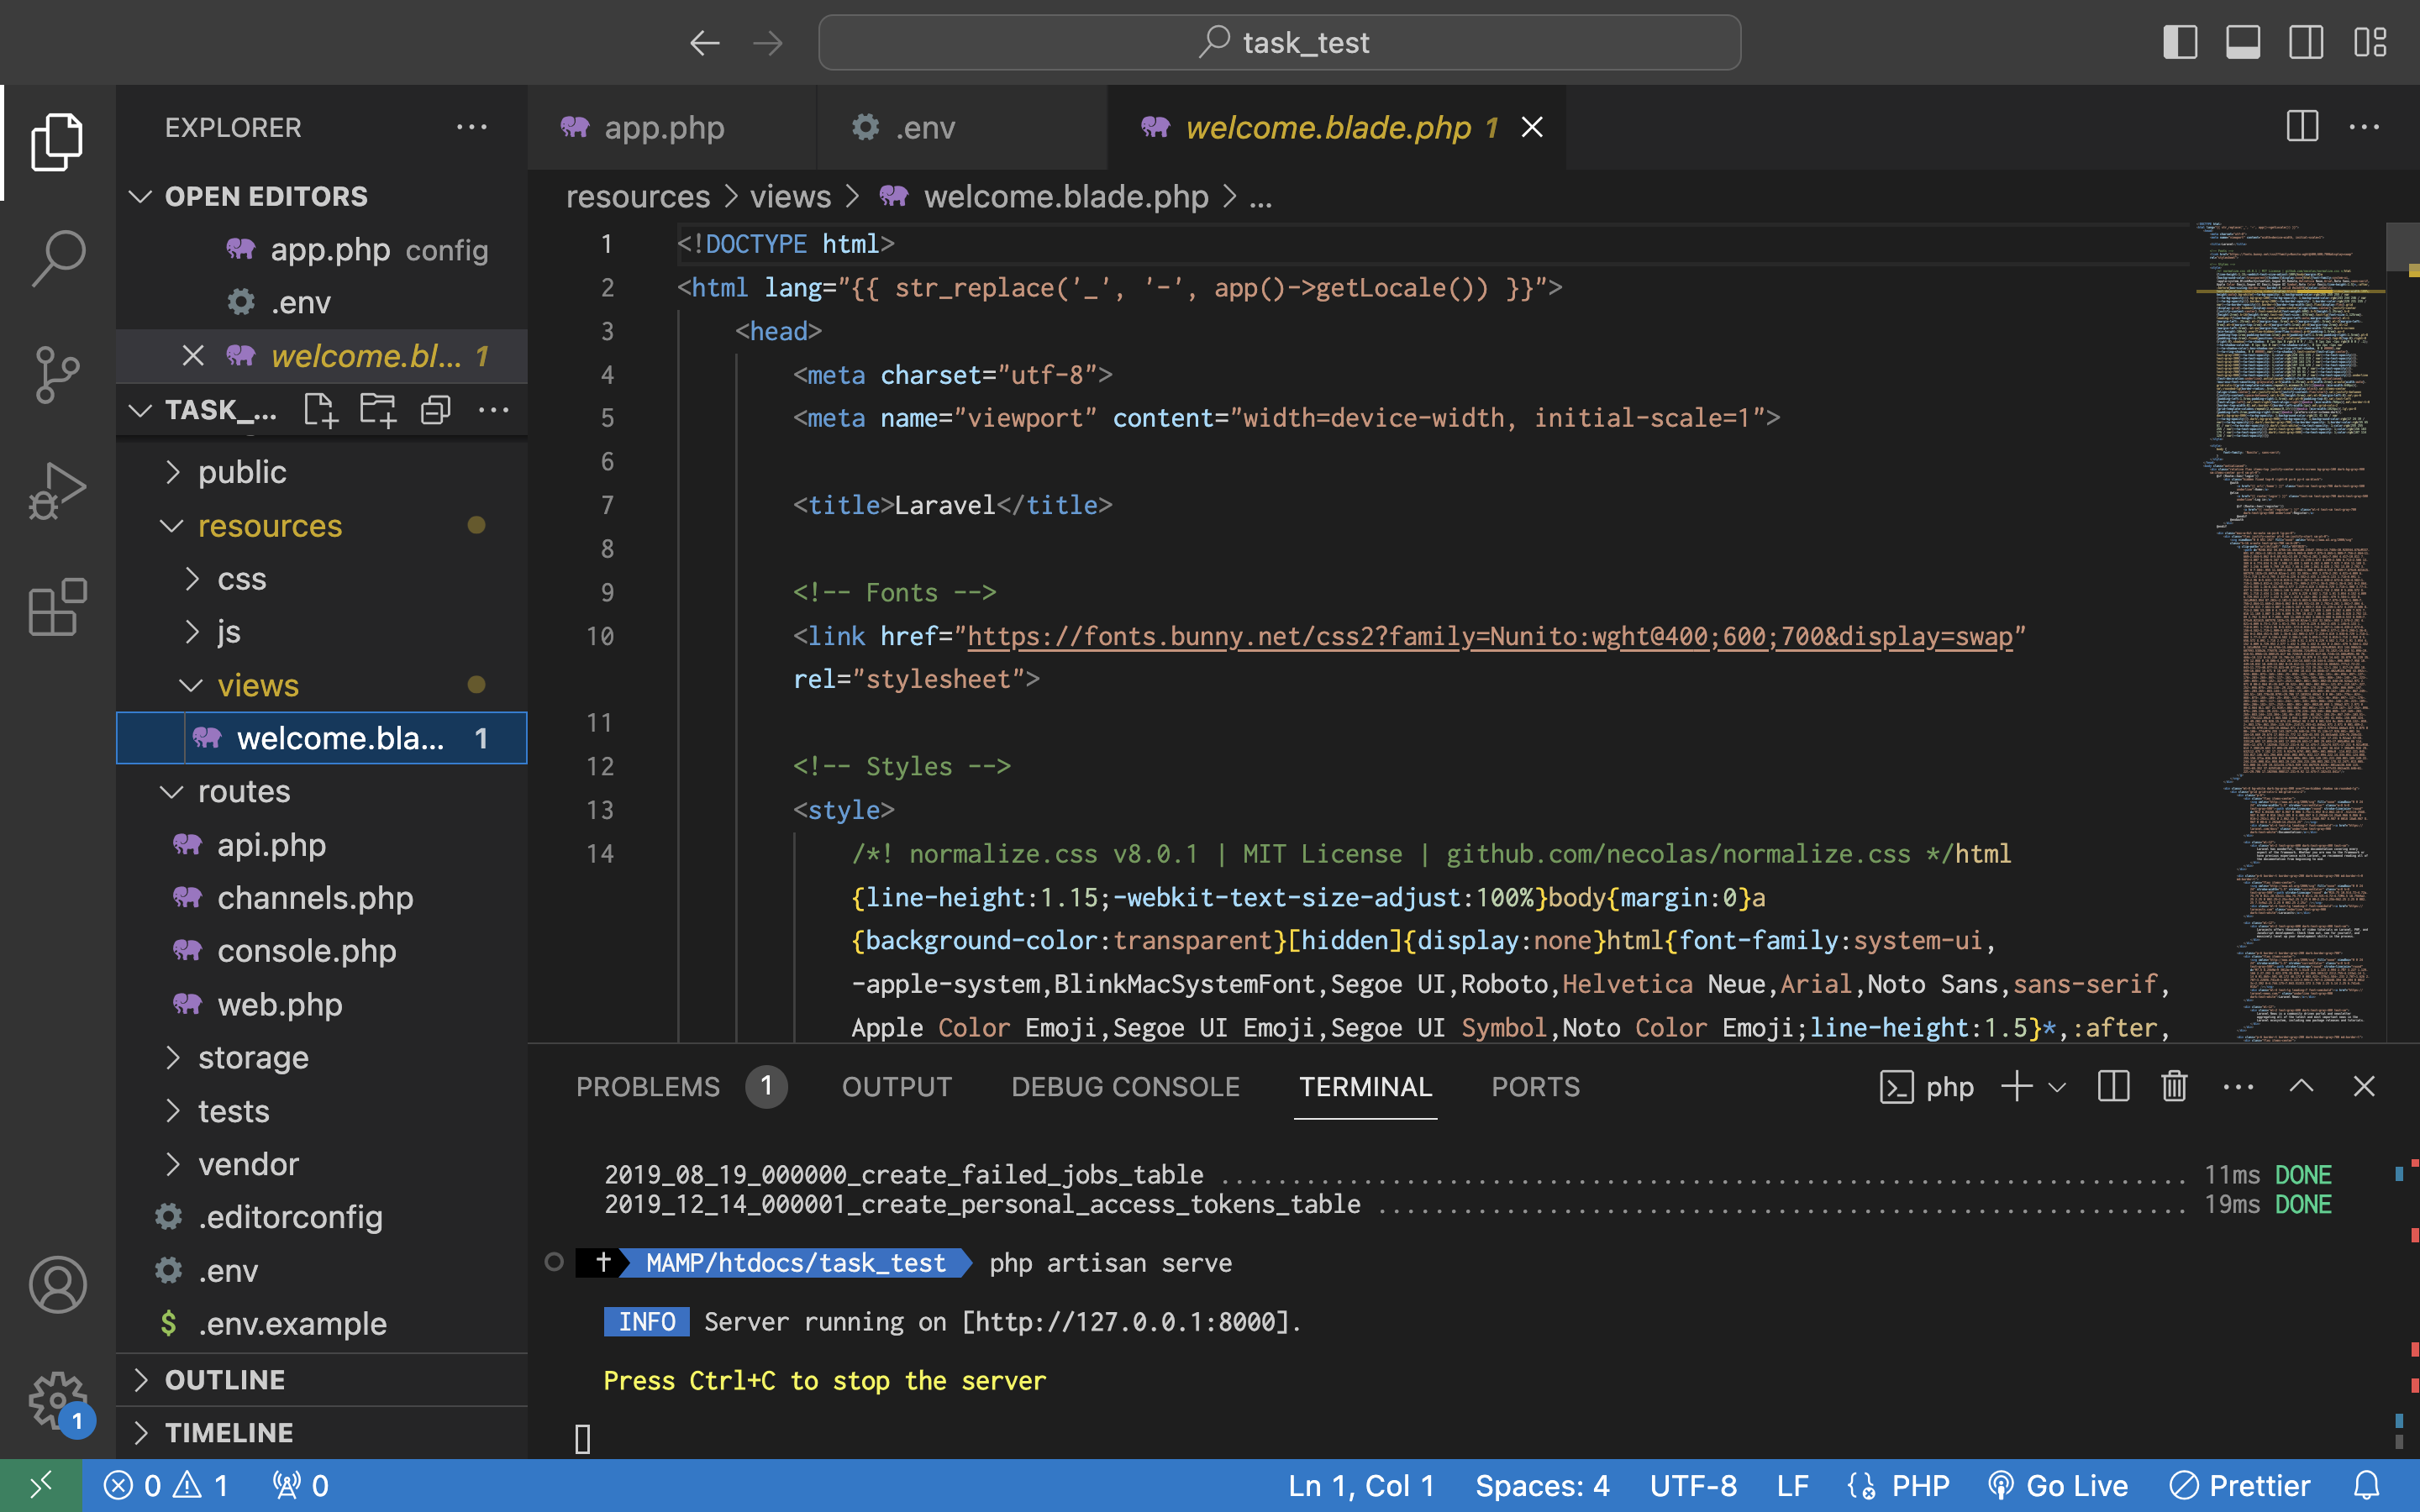 task_test
EXPLORER
OPEN EDITORS
app.php config
.env
welcome.bl... 1
TASK_...
public
resources
css
js
views
welcome.bla... 1
routes
api.php
channels.php
console.php
web.php
storage
tests
vendor
.editorconfig
.env
$ .env.example
OUTLINE
TIMELINE
1
app.php
.env
welcome.blade.php 1
resources > views > welcome.blade.php > ...
1 <!DOCTYPE html>
2 <html lang="{{ str_replace('_', '-', app()->getLocale()) }}">
3 <head>
4 <meta charset="utf-8">
5 <meta name="viewport" content="width=device-width, initial-scale=1">
6
7 <title>Laravel</title>
8
9 <!-- Fonts -->
10 <link href="https://fonts.bunny.net/css2?family=Nunito:wght@400;600;700&display=swap"
rel="stylesheet">
11
12 <!-- Styles -->
13 <style>
14 /*! normalize.css v8.0.1 | MIT License | github.com/necolas/normalize.css */html
{line-height:1.15;-webkit-text-size-adjust:100%}body{margin:0}a
{background-color:transparent}[hidden]{display:none}html{font-family:system-ui,
-apple-system,BlinkMacSystemFont,Segoe UI,Roboto,Helvetica Neue,Arial,Noto Sans,sans-serif,
Apple Color Emoji,Segoe UI Emoji,Segoe UI Symbol,Noto Color Emoji;line-height:1.5}*,:after,
PROBLEMS 1 OUTPUT DEBUG CONSOLE TERMINAL PORTS php
2019_08_19_000000_create_failed_jobs_table ........ 11ms DONE
2019_12_14_000001_create_personal_access_tokens_table ........ 19ms DONE
MAMP/htdocs/task_test php artisan serve
INFO Server running on [http://127.0.0.1:8000].
Press Ctrl+C to stop the server
0 1 0 Ln 1, Col 1 Spaces: 4 UTF-8 LF PHP Go Live Prettier